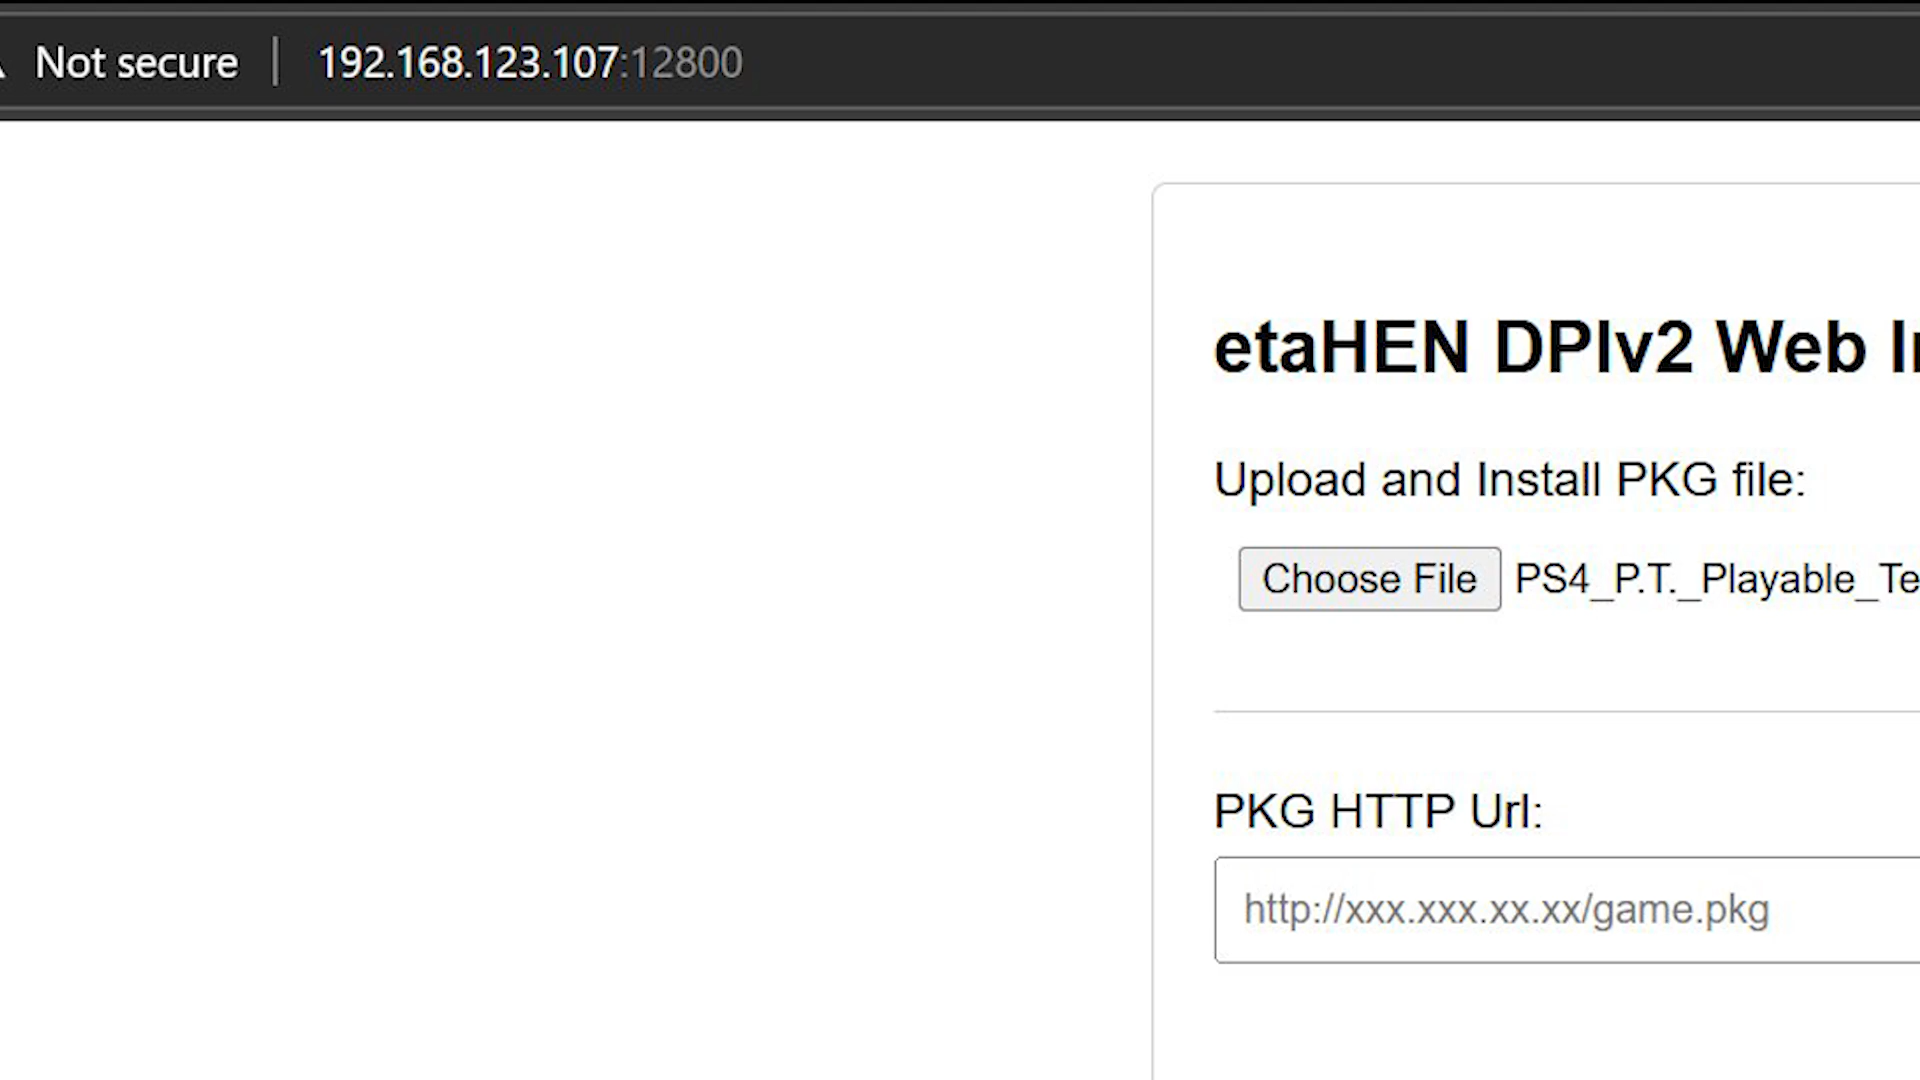 Not secure 192.168.123.107:12800
etaHEN DPIv2 Web
Upload and Install PKG file:
Choose File PS4_P.T._Playable_Te
PKG HTTP Url:
http://xxx.xxx.xx.xx/game.pkg